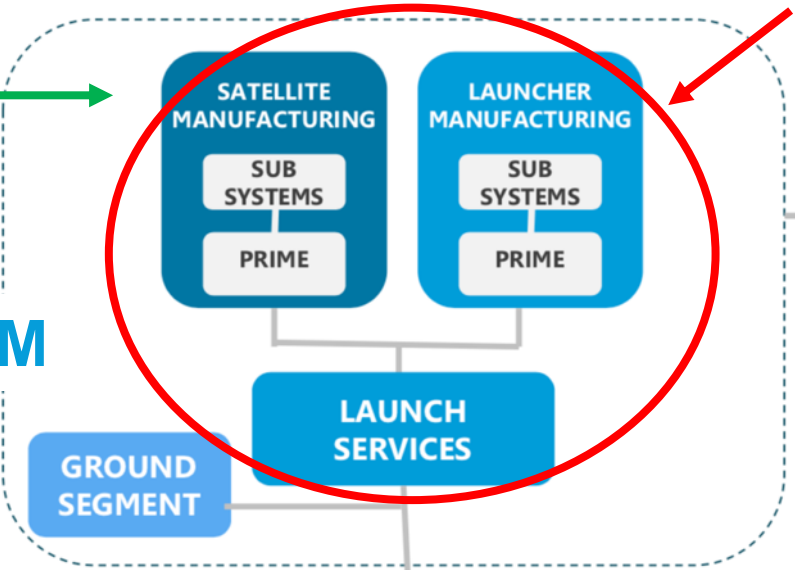 SATELLITE
MANUFACTURING
SUB
SYSTEMS
PRIME
LAUNCHER
MANUFACTURING
SUB
SYSTEMS
PRIME
M
LAUNCH
SERVICES
GROUND
SEGMENT